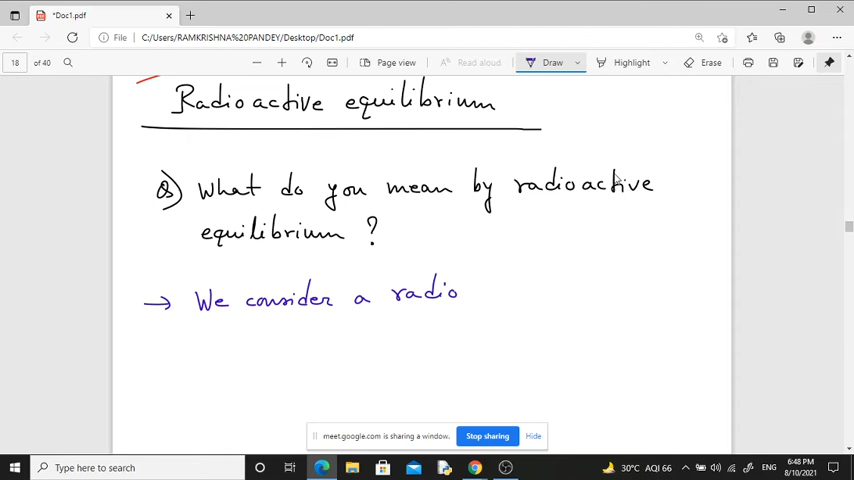 *Doc1.pdf
File
C:/Users/RAMKRISHNA%20PANDEY/Desktop/Doc1.pdf
18 of 40
Page view
Read aloud
Draw
Highlight
Erase
Radioactive equilibrium
Q) What do you mean by radioactive
equilibrium ?
→ We consider a radio
meet.google.com is sharing a window.
Stop sharing
Hide
Type here to search
30°C AQI 66
ENG
6:48 PM
8/10/2021